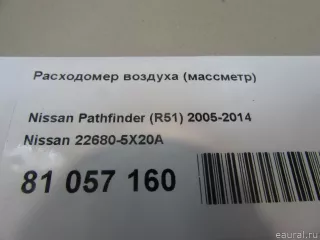 Расходомер воздуха (массметр)
Nissan Pathfinder (R51) 2005-2014
Nissan 22680-5X20A
81 057 160
eaural.ru